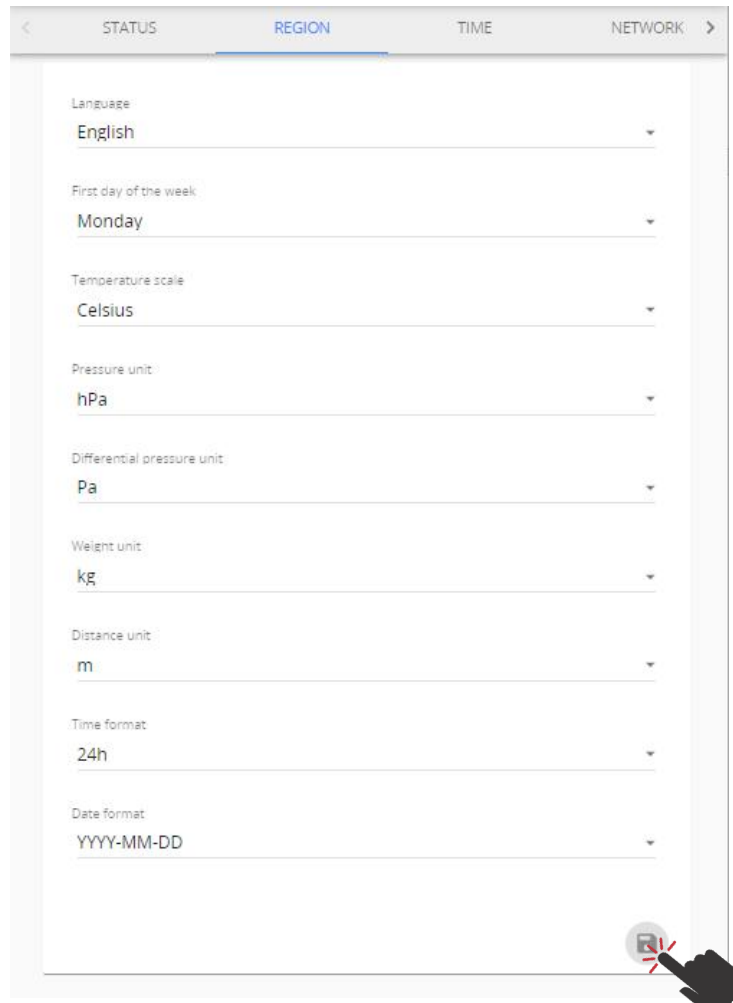 STATUS REGION TIME NETWORK
Language
English
First day of the week
Monday
Temperature scale
Celsius
Pressure unit
hPa
Differential pressure unit
Pa
Weight unit
kg
Distance unit
m
Time format
24h
Date format
YYYY-MM-DD